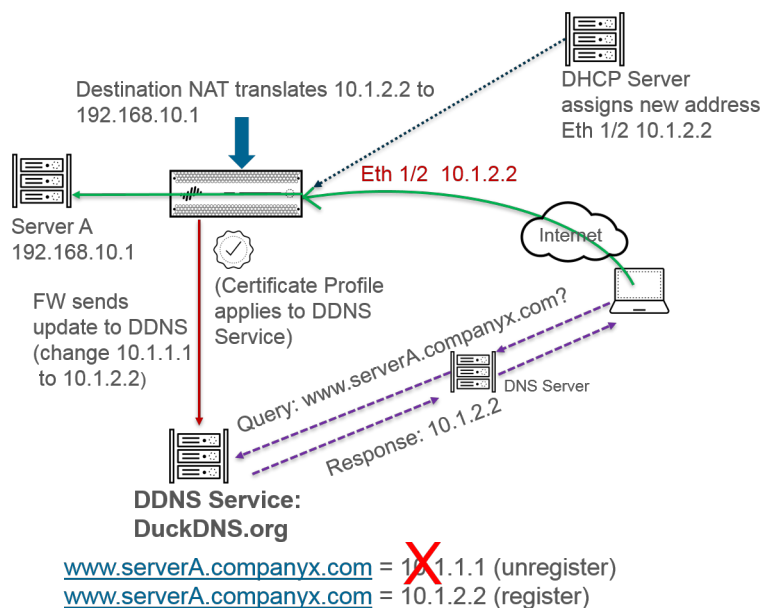 Destination NAT translates 10.1.2.2 to
192.168.10.1
DHCP Server
assigns new address
Eth 1/2 10.1.2.2
Eth 1/2  10.1.2.2
Internet
Server A
192.168.10.1
(Certificate Profile
applies to DDNS
Service)
FW sends
update to DDNS
(change 10.1.1.1
to 10.1.2.2)
Query: www.serverA.companyx.com?
DNS Server
Response: 10.1.2.2
DDNS Service:
DuckDNS.org
www.serverA.companyx.com = 10.1.1.1 (unregister)
www.serverA.companyx.com = 10.1.2.2 (register)